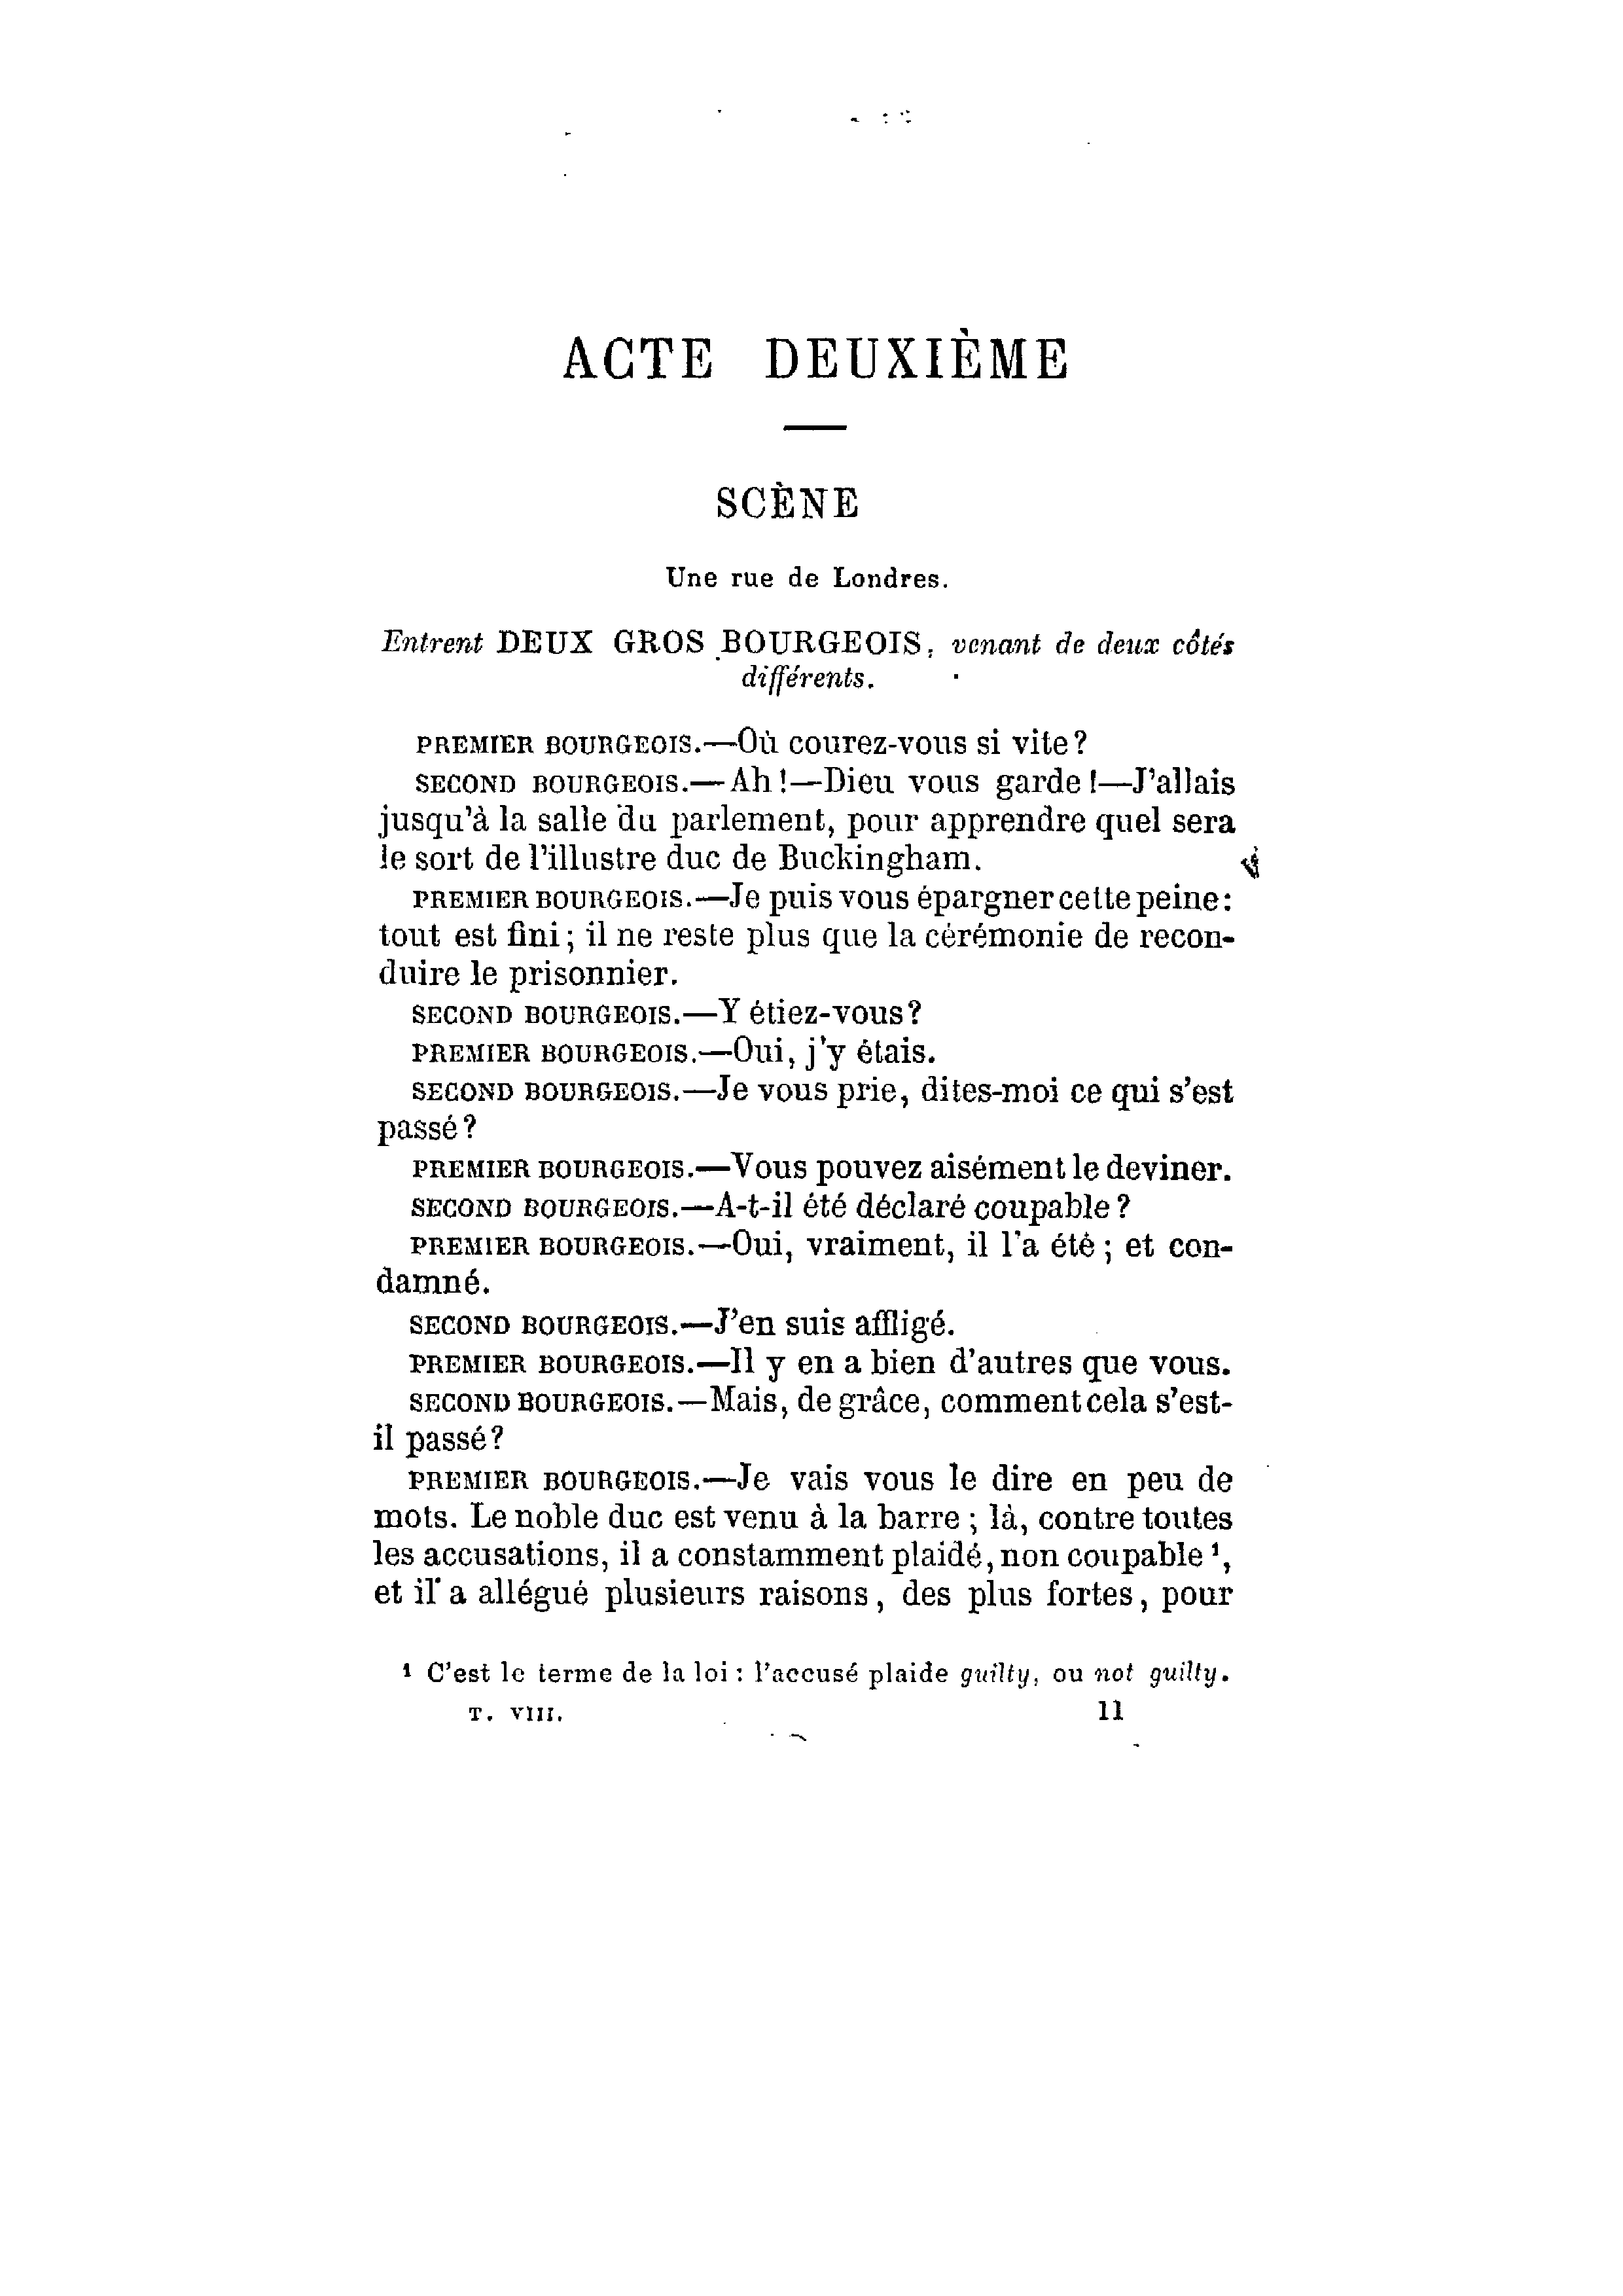 ACTE DEUXIÈME
SCÈNE
Une rue de Londres.
Entrent DEUX GROS BOURGEOIS, venant de deux côtés
différents.
PREMIER BOURGEOIS.—Où courez-vous si vite?
SECOND BOURGEOIS.—Ah!—Dieu vous garde!—J'allais
jusqu'à la salle du parlement, pour apprendre quel sera
le sort de l'illustre duc de Buckingham.
PREMIER BOURGEOIS.—Je puis vous épargner cette peine:
tout est fini; il ne reste plus que la cérémonie de recon-
duire le prisonnier.
SECOND BOURGEOIS.—Y étiez-vous?
PREMIER BOURGEOIS.—Oui, j'y étais.
SECOND BOURGEOIS.—Je vous prie, dites-moi ce qui s'est
passé?
PREMIER BOURGEOIS.—Vous pouvez aisément le deviner.
SECOND BOURGEOIS.—A-t-il été déclaré coupable?
PREMIER BOURGEOIS.—Oui, vraiment, il l'a été; et con-
damné.
SECOND BOURGEOIS.—J'en suis affligé.
PREMIER BOURGEOIS.—Il y en a bien d'autres que vous.
SECOND BOURGEOIS.—Mais, de grâce, comment cela s'est-
il passé?
PREMIER BOURGEOIS.—Je vais vous le dire en peu de
mots. Le noble duc est venu à la barre; là, contre toutes
les accusations, il a constamment plaidé, non coupable ¹,
et il a allégué plusieurs raisons, des plus fortes, pour
¹ C'est le terme de la loi: l'accusé plaide guilty, ou not guilty.
T. VIII. 11